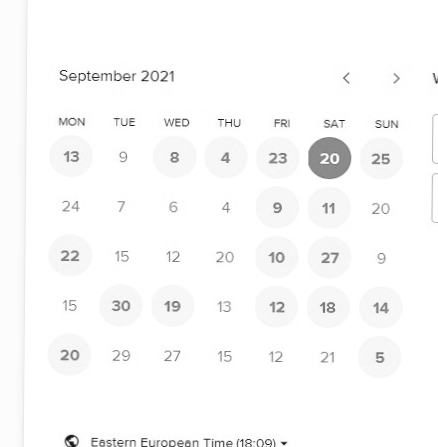 September 2021
MON TUE WED THU FRI SAT SUN
13 9 8 4 23 20 25
24 7 6 4 9 11 20
22 15 12 20 10 27 9
15 30 19 13 12 18 14
20 29 27 15 12 21 5
Eastern European Time (18:09)